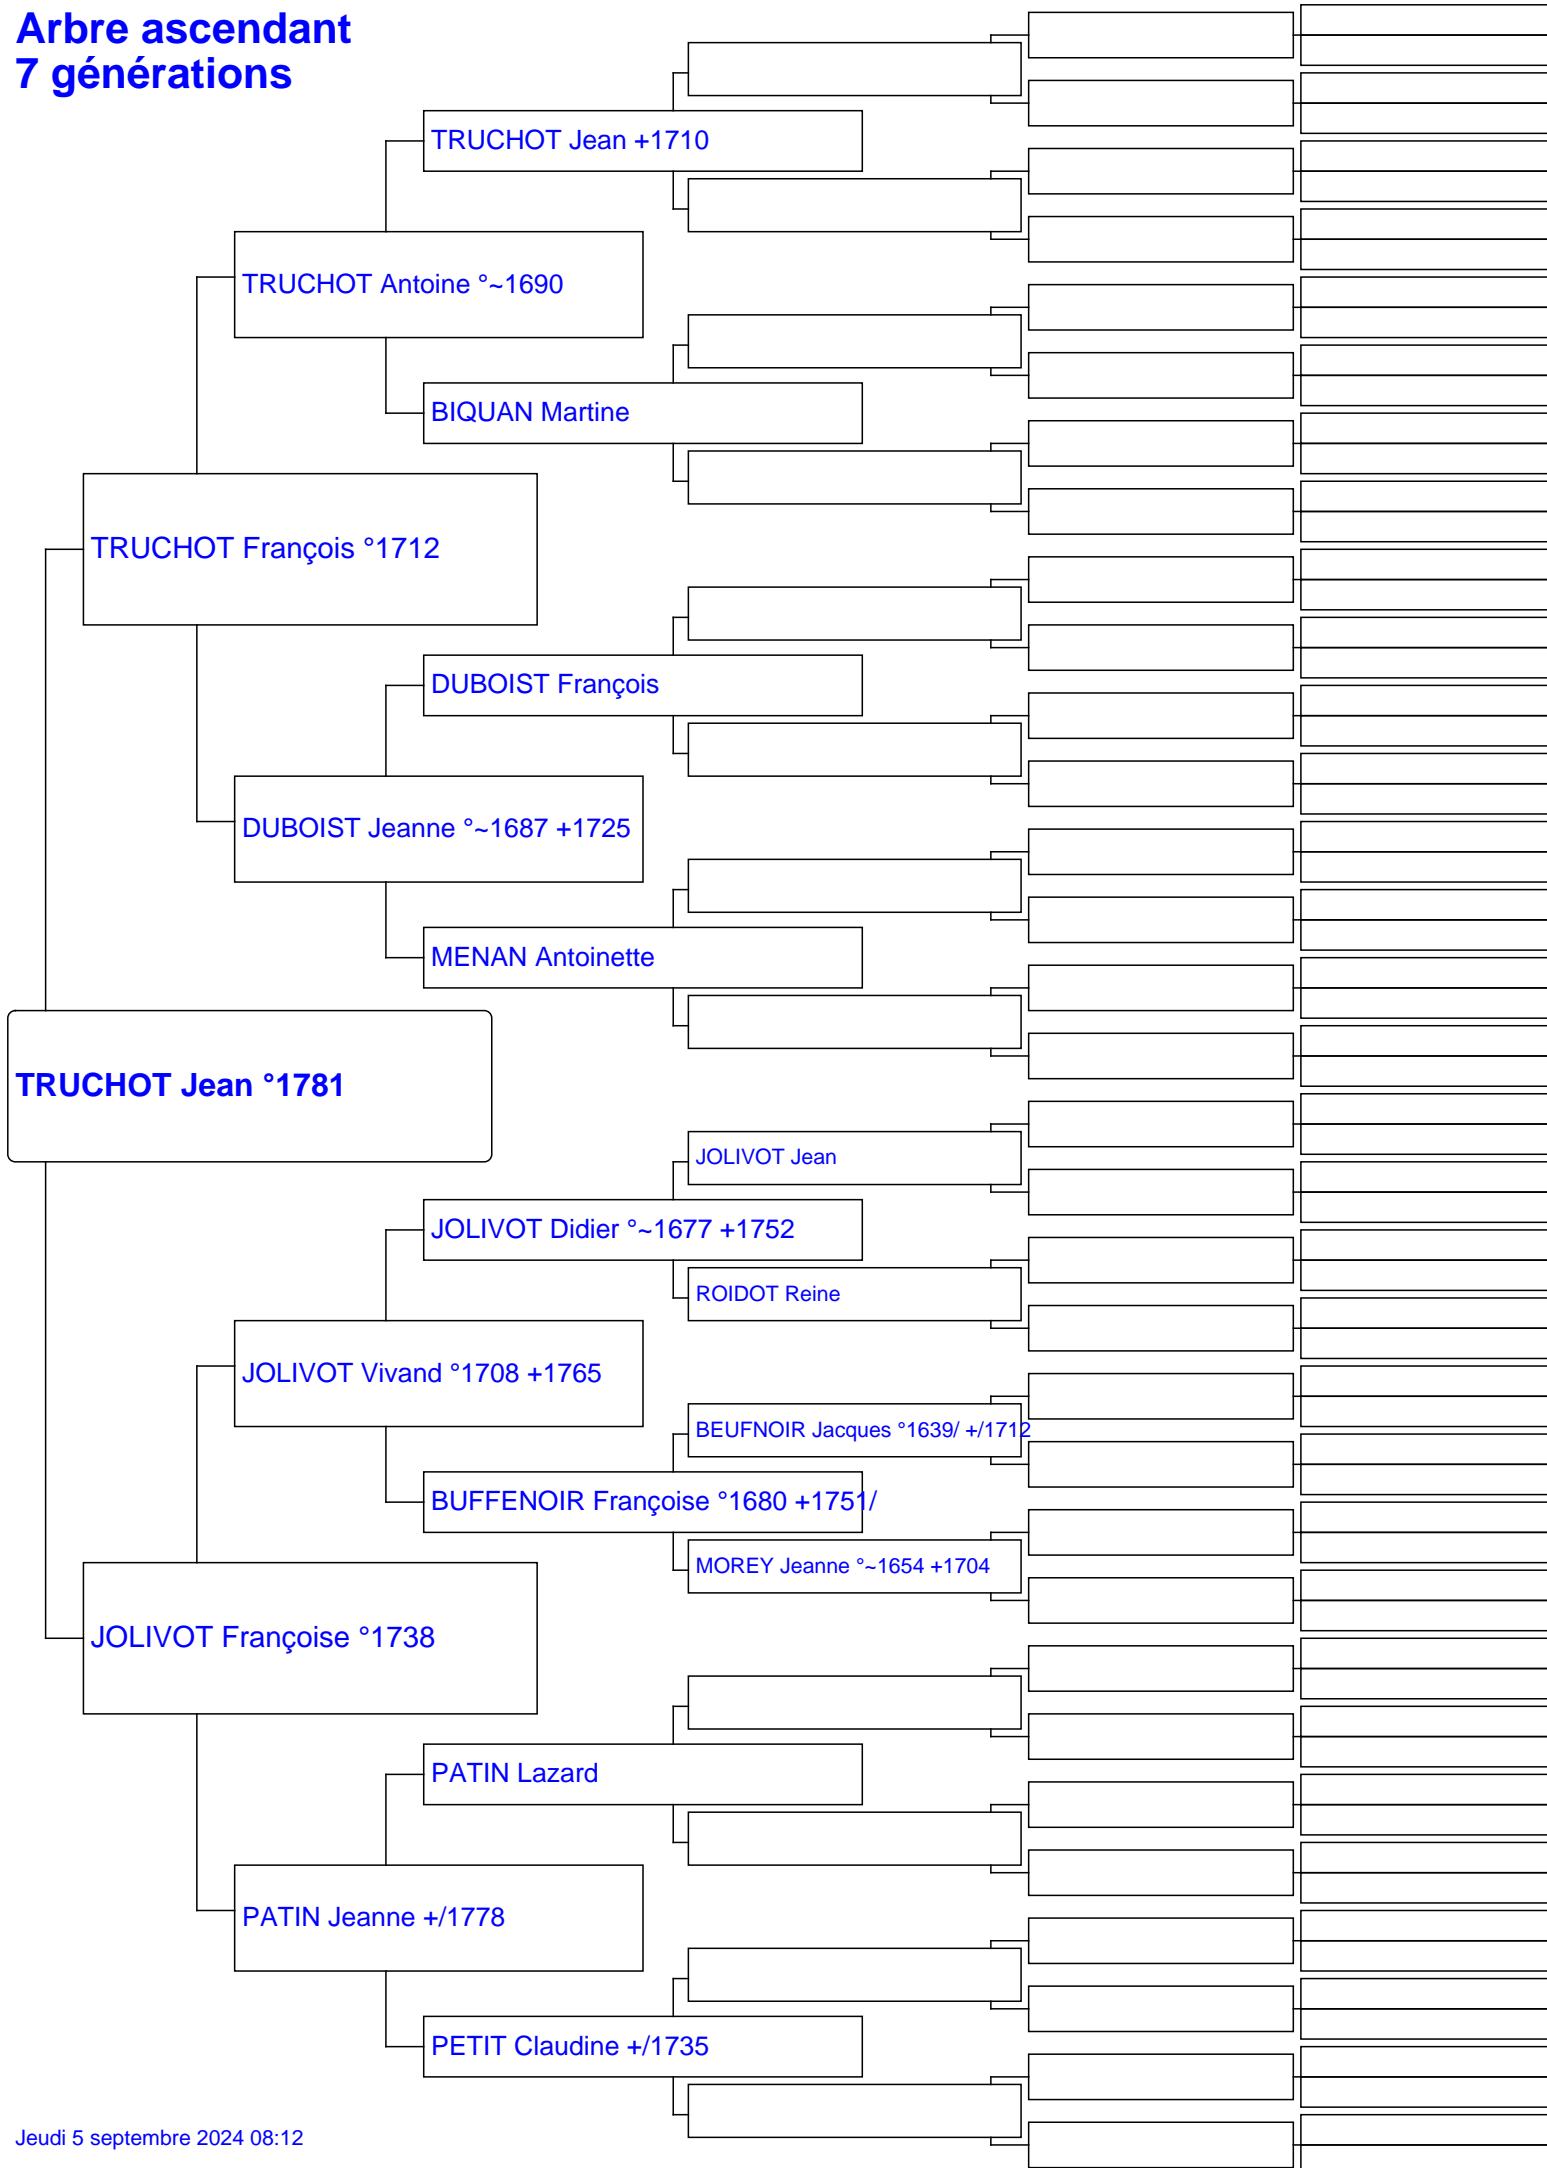 Arbre ascendant
7 générations
TRUCHOT Jean +1710
TRUCHOT Antoine °~1690
BIQUAN Martine
TRUCHOT François °1712
DUBOIST François
DUBOIST Jeanne °~1687 +1725
MENAN Antoinette
TRUCHOT Jean °1781
JOLIVOT Jean
JOLIVOT Didier °~1677 +1752
ROIDOT Reine
JOLIVOT Vivand °1708 +1765
BEUFNOIR Jacques °1639/ +/1712
BUFFENOIR Françoise °1680 +1751/
MOREY Jeanne °~1654 +1704
JOLIVOT Françoise °1738
PATIN Lazard
PATIN Jeanne +/1778
PETIT Claudine +/1735
Jeudi 5 septembre 2024 08:12